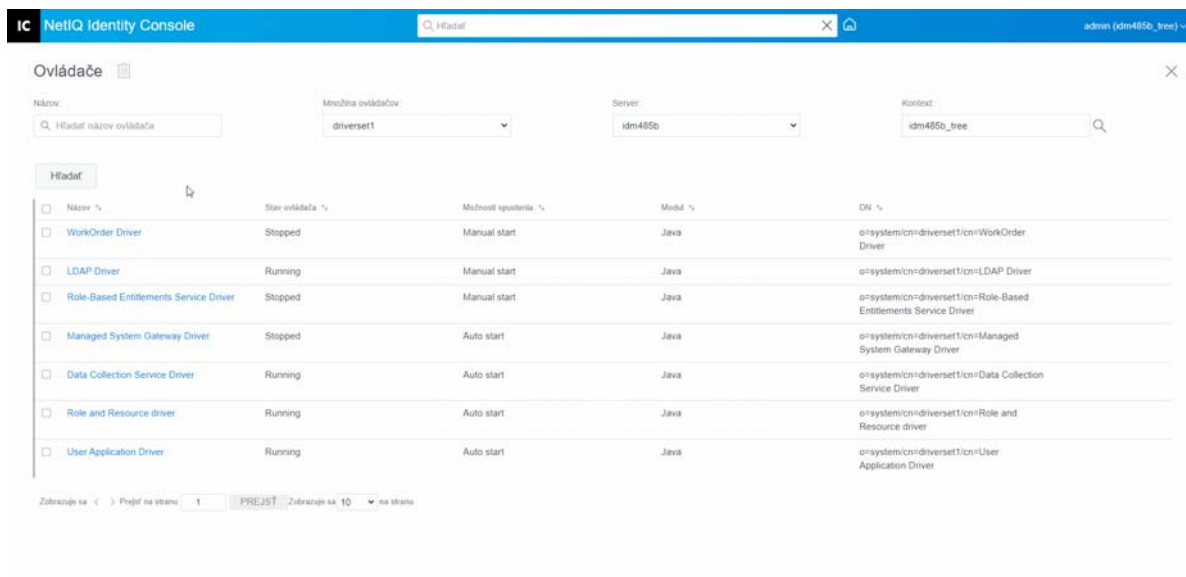 IC NetIQ Identity Console
Hľadať
admin (idm485b_tree)
Ovládače
Názov: Množina ovládačov: Server: Kontext:
Hľadať názov ovládača driverset1 idm485b idm485b_tree
Hľadať
Názov Stav ovládača Možnosti spustenia Modul DN
WorkOrder Driver Stopped Manual start Java o=system/cn=driverset1/cn=WorkOrder
Driver
LDAP Driver Running Manual start Java o=system/cn=driverset1/cn=LDAP Driver
Role-Based Entitlements Service Driver Stopped Manual start Java o=system/cn=driverset1/cn=Role-Based
Entitlements Service Driver
Managed System Gateway Driver Stopped Auto start Java o=system/cn=driverset1/cn=Managed
System Gateway Driver
Data Collection Service Driver Running Auto start Java o=system/cn=driverset1/cn=Data Collection
Service Driver
Role and Resource driver Running Auto start Java o=system/cn=driverset1/cn=Role and
Resource driver
User Application Driver Running Auto start Java o=system/cn=driverset1/cn=User
Application Driver
Zobrazuje sa < > Prejsť na stranu 1 PREJSŤ Zobrazuje sa 10 na stranu